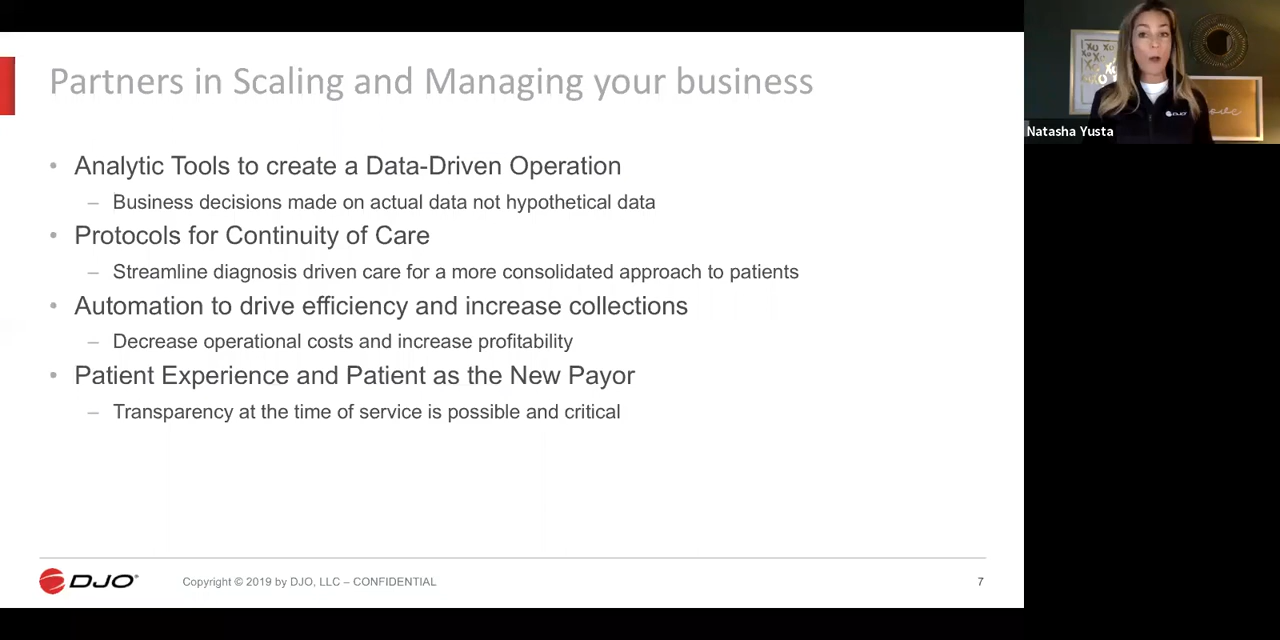 Partners in Scaling and Managing your business
• Analytic Tools to create a Data-Driven Operation
– Business decisions made on actual data not hypothetical data
• Protocols for Continuity of Care
– Streamline diagnosis driven care for a more consolidated approach to patients
• Automation to drive efficiency and increase collections
– Decrease operational costs and increase profitability
• Patient Experience and Patient as the New Payor
– Transparency at the time of service is possible and critical
DJO®
Copyright © 2019 by DJO, LLC – CONFIDENTIAL
7
DJO
Natasha Yusta